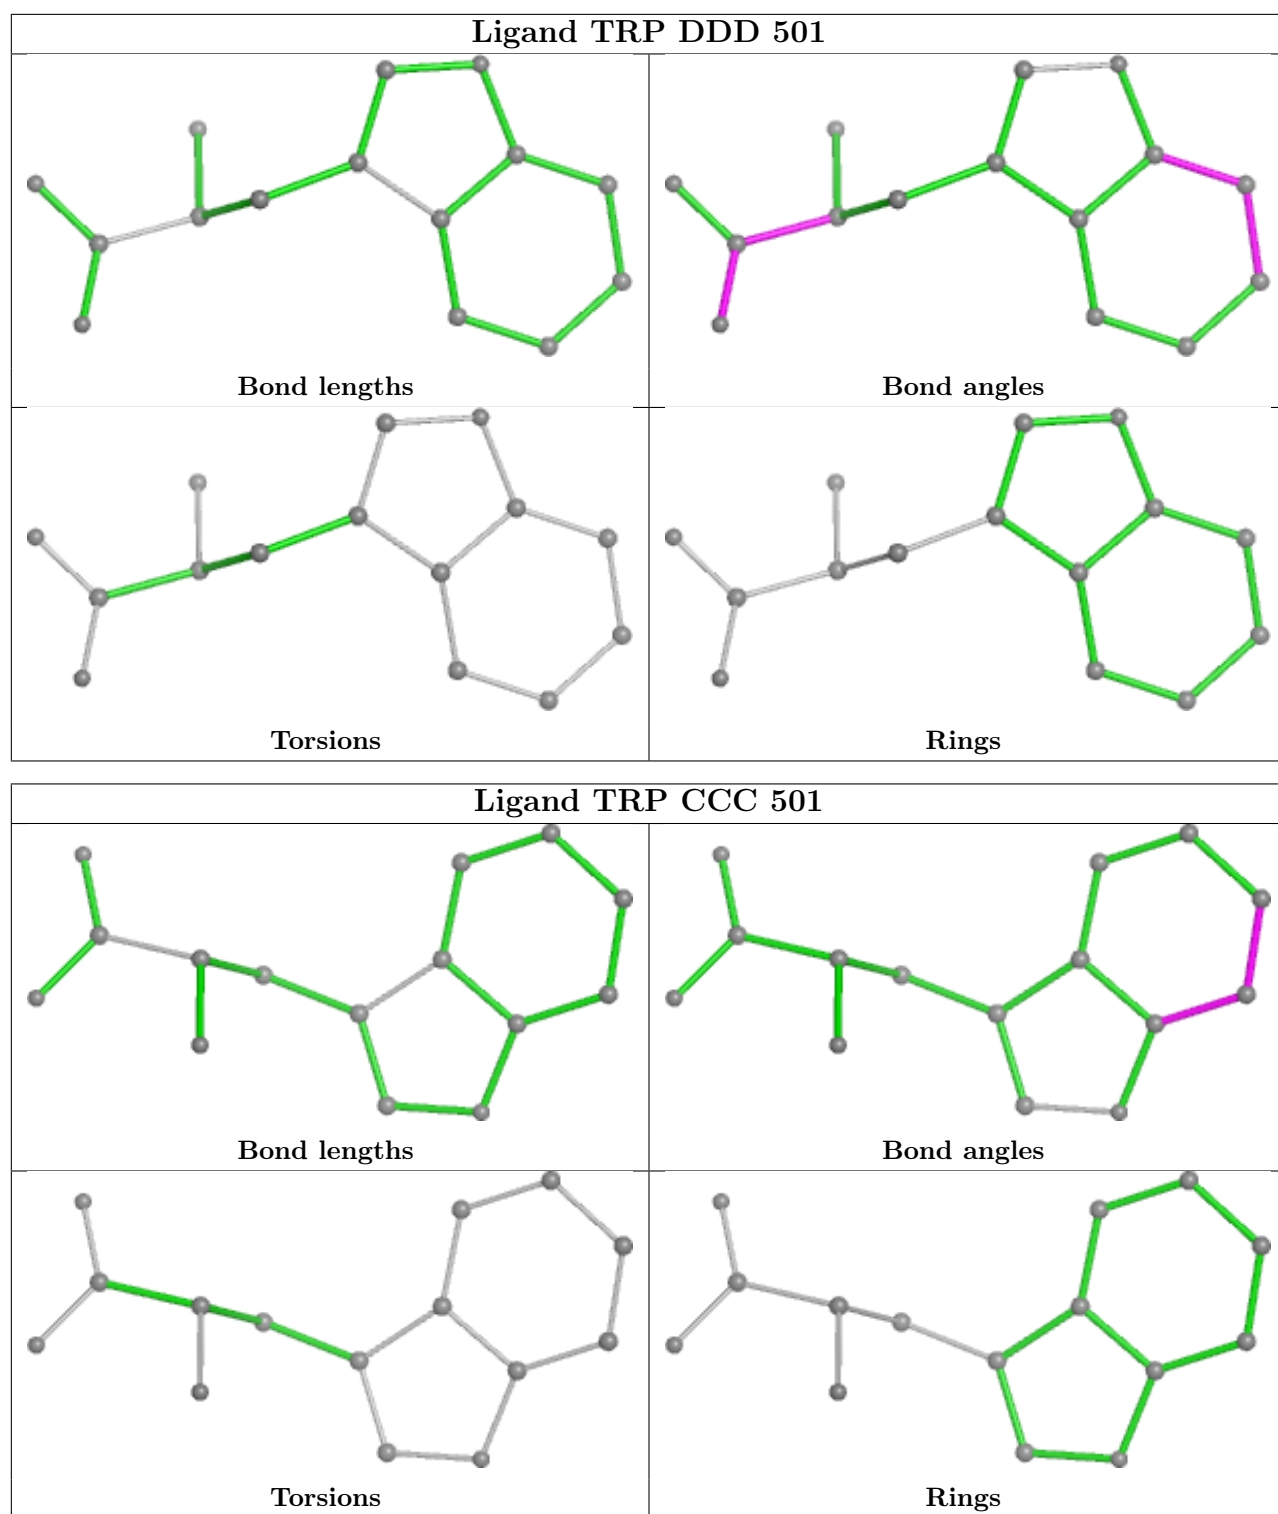 Ligand TRP DDD 501
Bond lengths
Bond angles
Torsions
Rings
Ligand TRP CCC 501
Bond lengths
Bond angles
Torsions
Rings